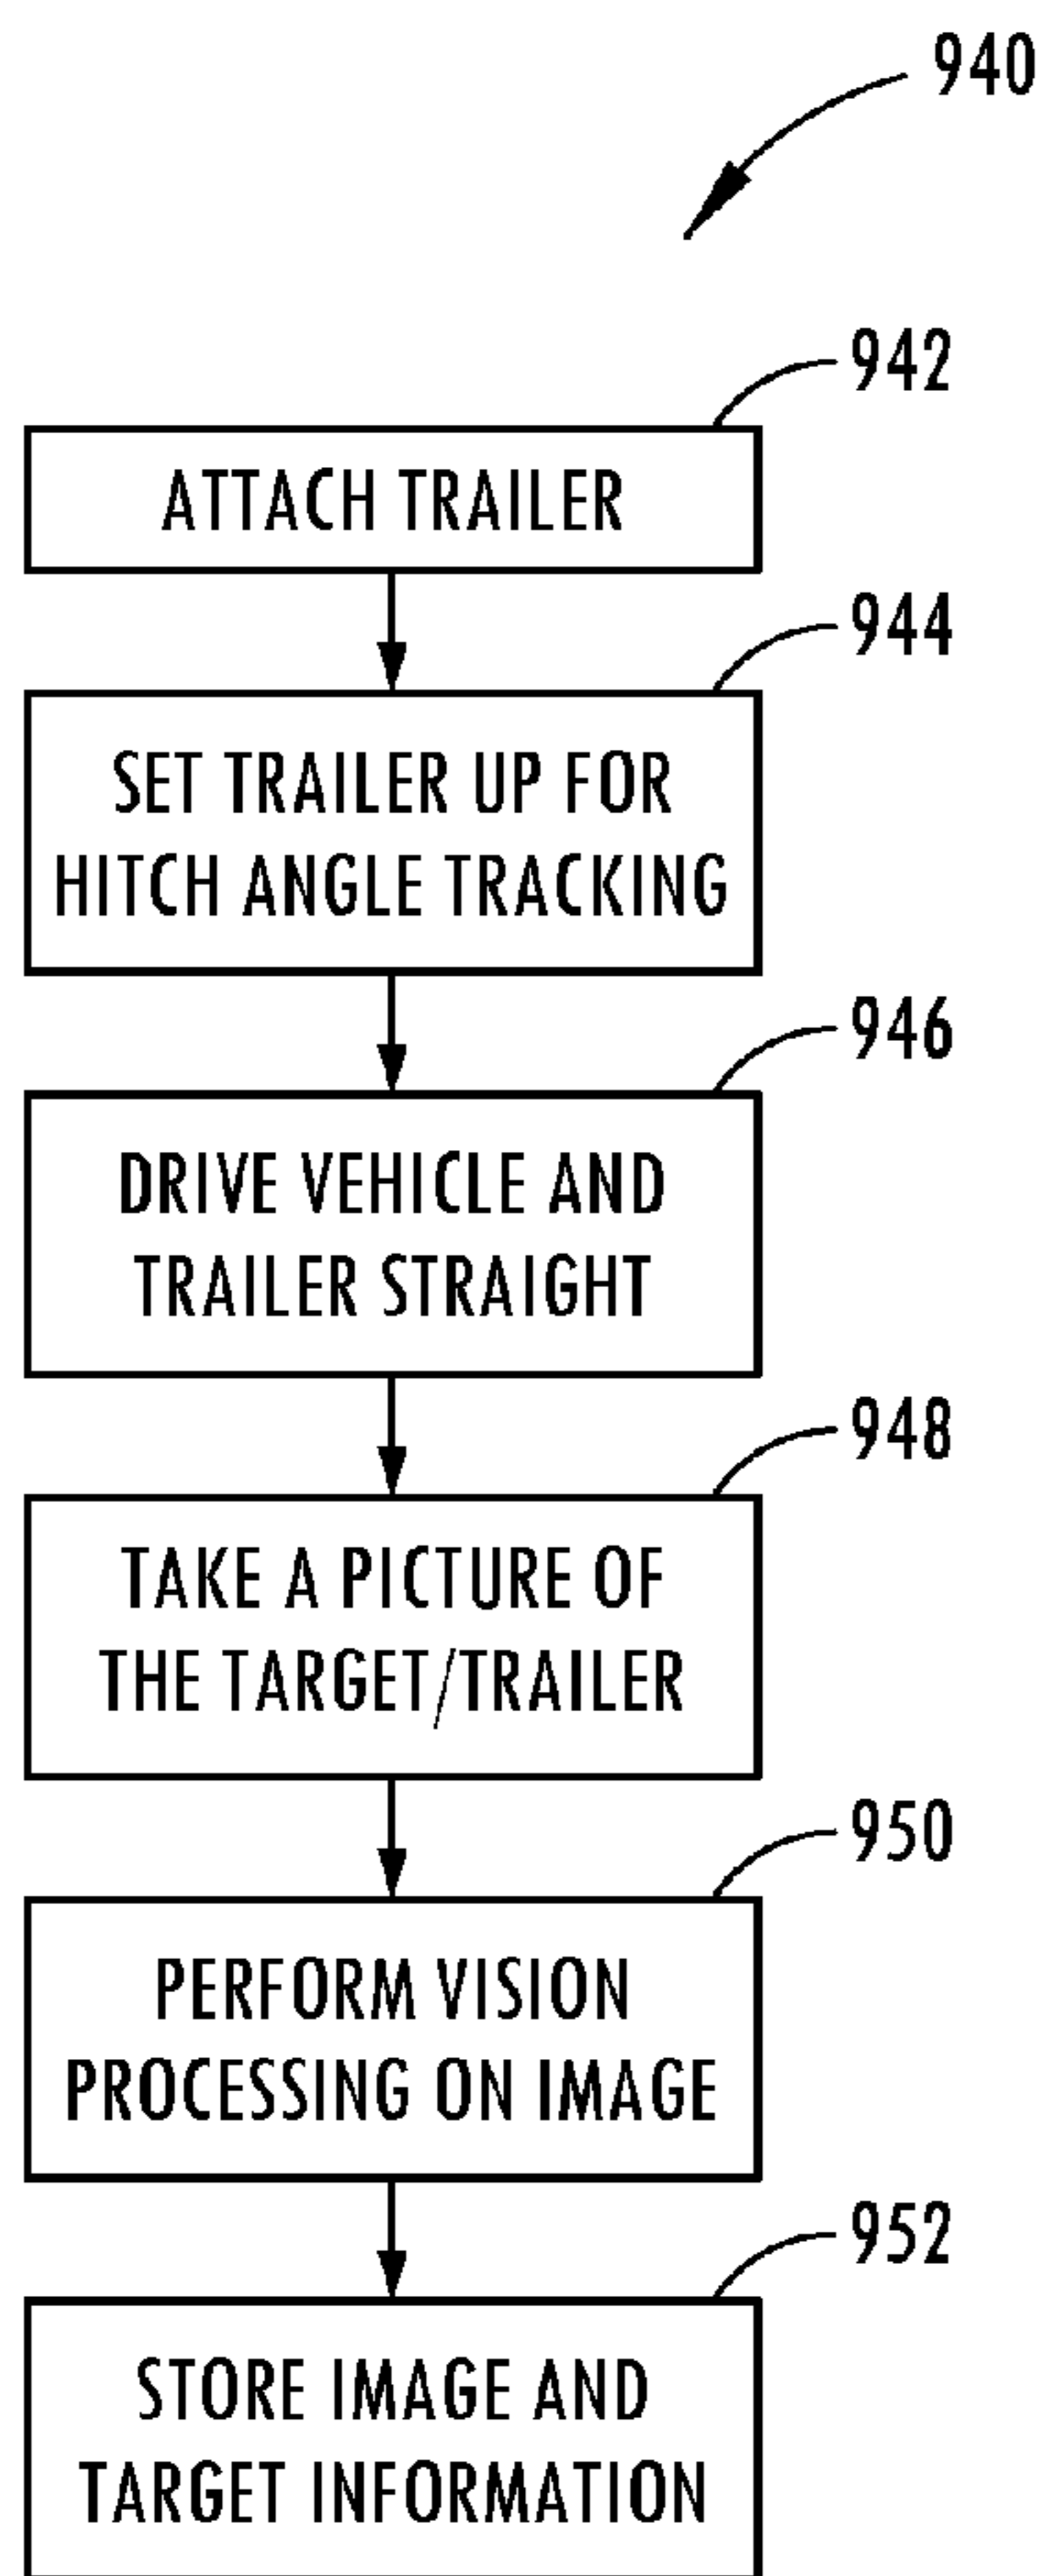 940
942
ATTACH TRAILER
944
SET TRAILER UP FOR
HITCH ANGLE TRACKING
946
DRIVE VEHICLE AND
TRAILER STRAIGHT
948
TAKE A PICTURE OF
THE TARGET/TRAILER
950
PERFORM VISION
PROCESSING ON IMAGE
952
STORE IMAGE AND
TARGET INFORMATION